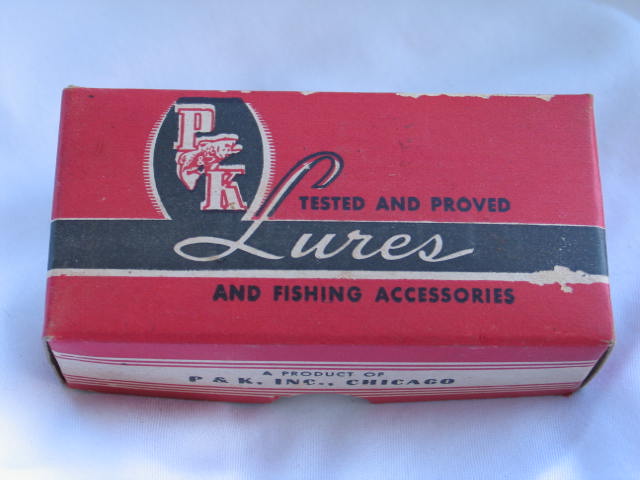 P
&
K
TESTED AND PROVED
Lures
AND FISHING ACCESSORIES
A PRODUCT OF
P & K, INC., CHICAGO